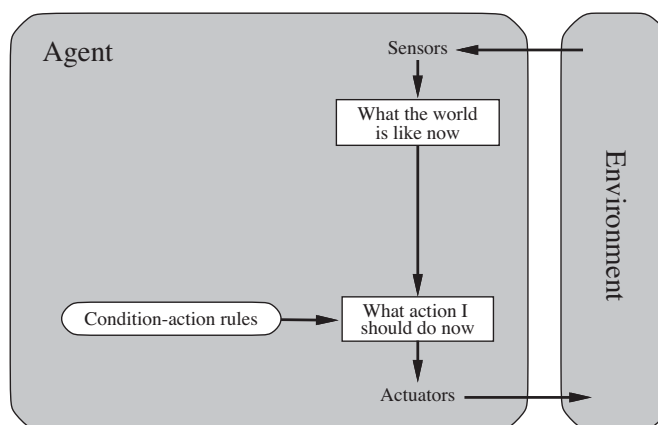 Agent
Sensors
What the world
is like now
Environment
Condition-action rules
What action I
should do now
Actuators